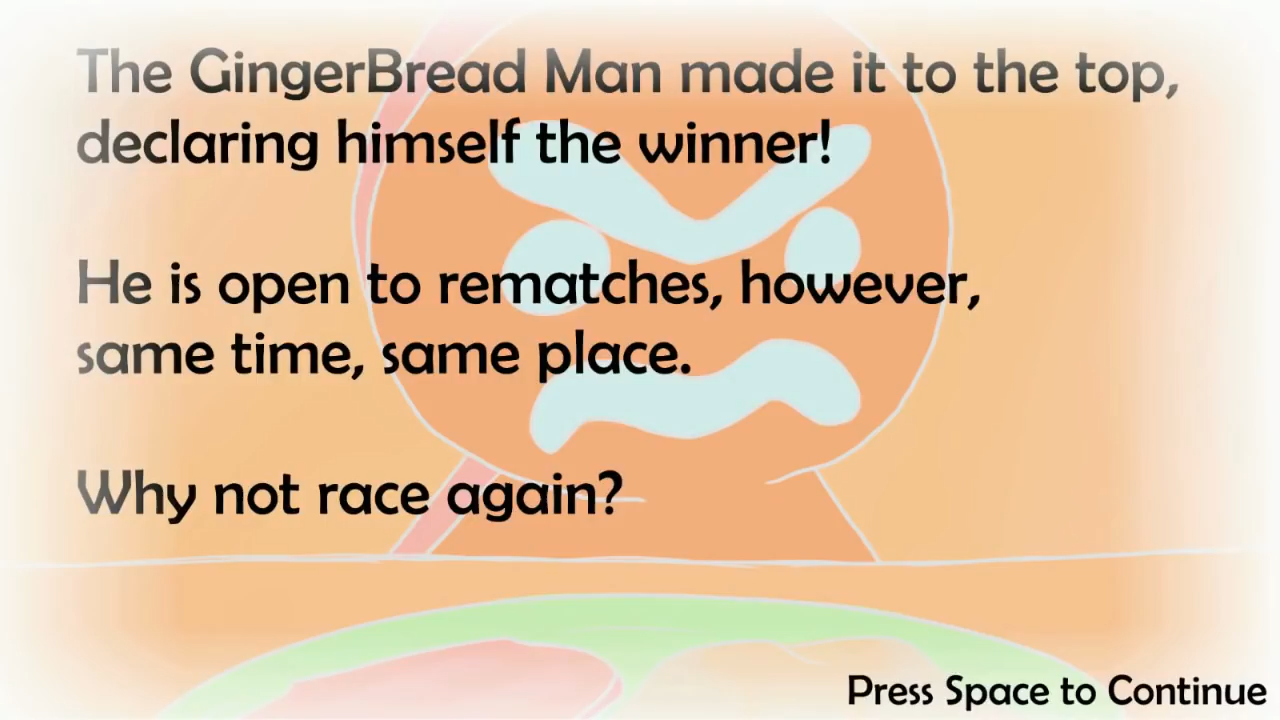 The GingerBread Man made it to the top,
declaring himself the winner!
He is open to rematches, however,
same time, same place.
Why not race again?
Press Space to Continue